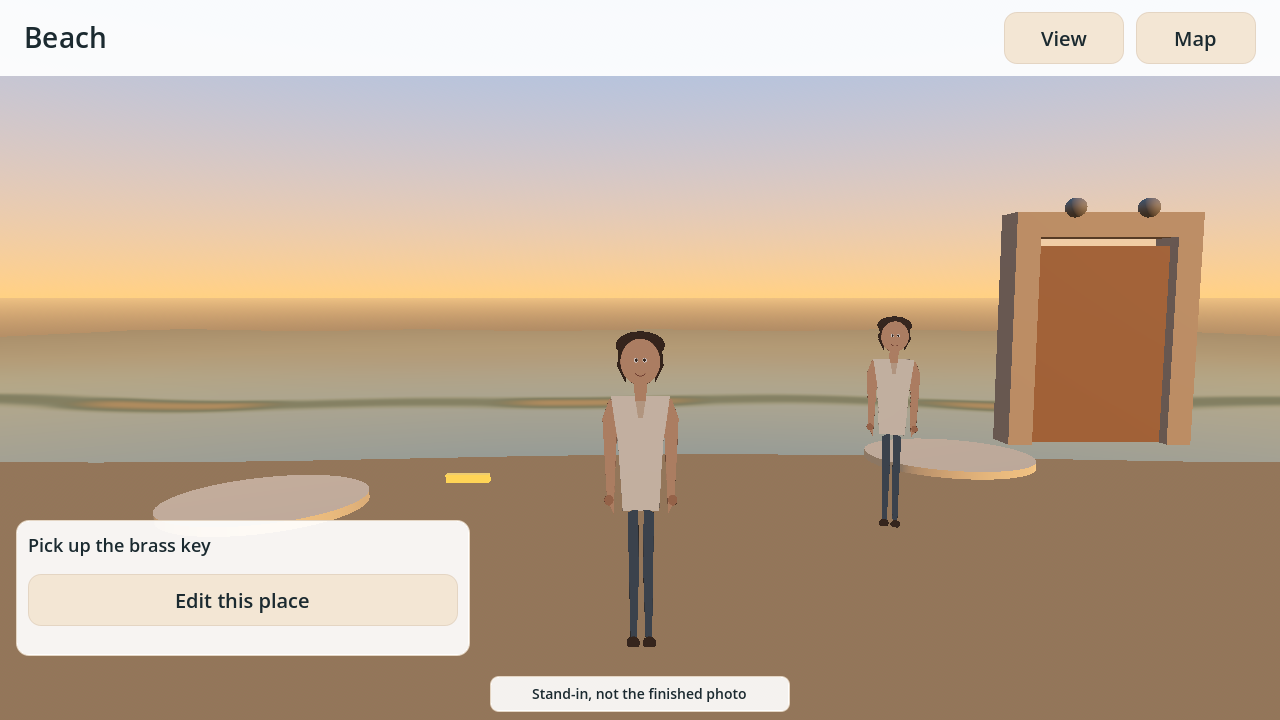 Beach
View
Map
Pick up the brass key
Edit this place
Stand-in, not the finished photo